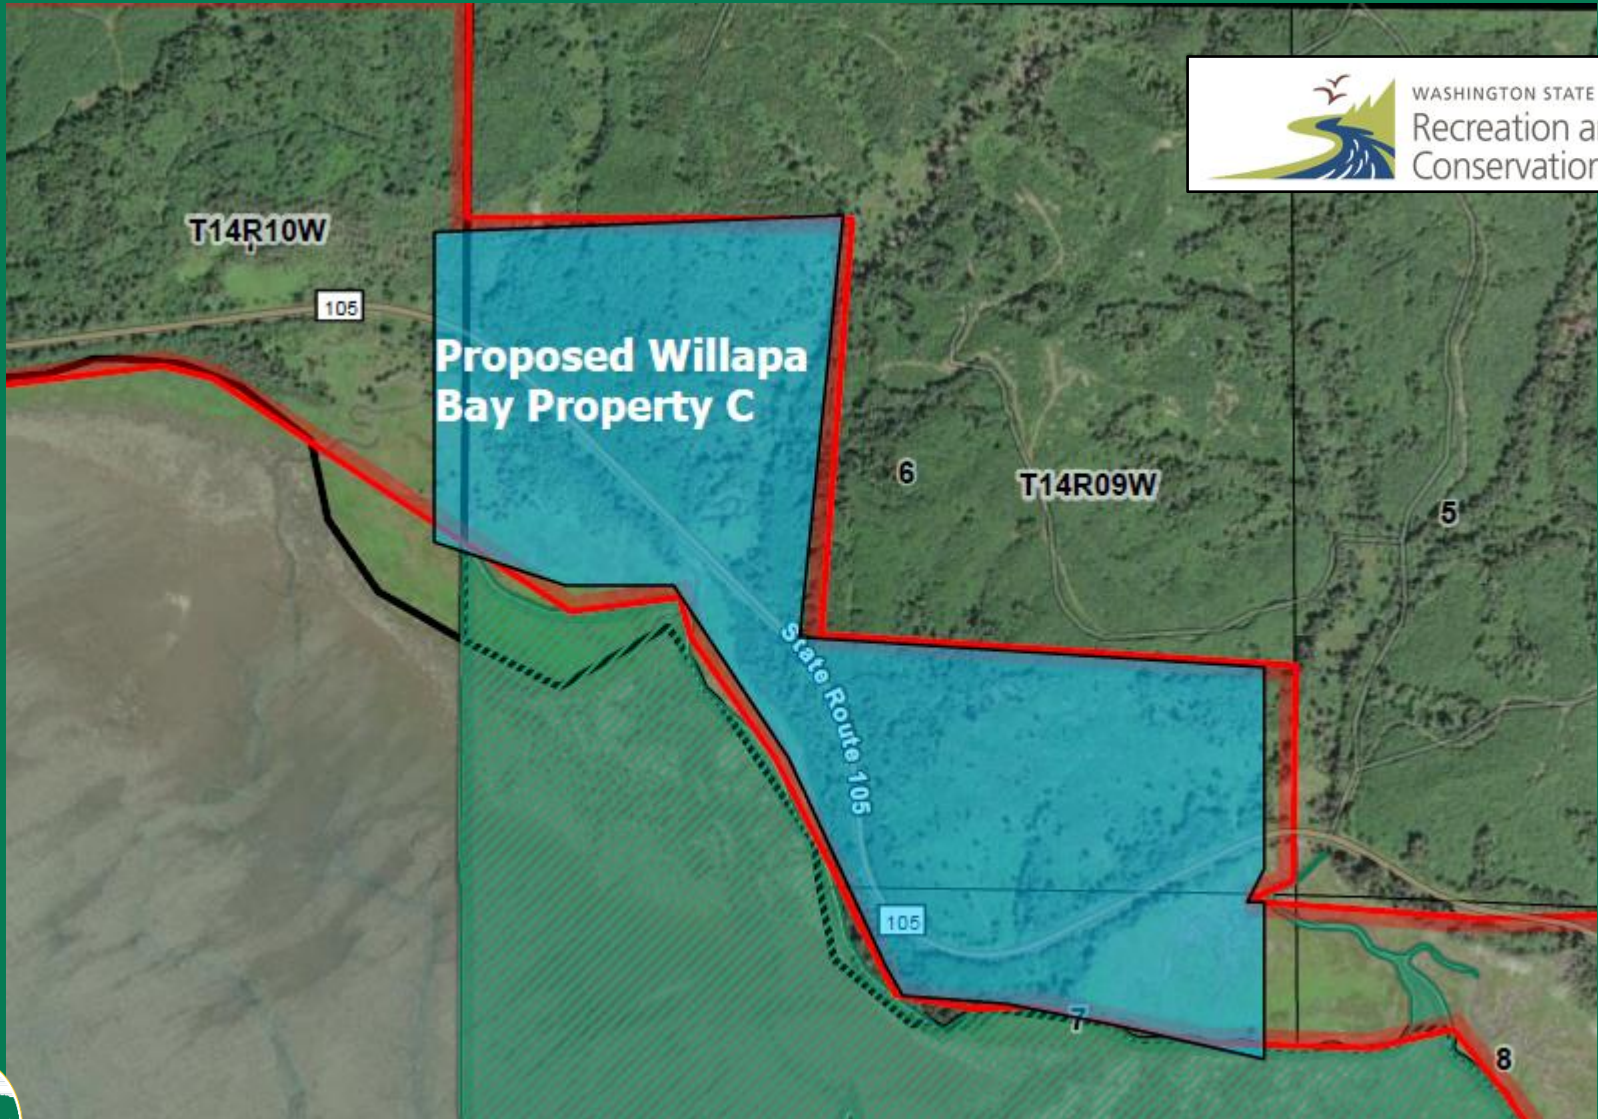 WASHINGTON STATE
Recreation a
Conservation
T14R10W
105
Proposed Willapa
Bay Property C
6
T14R09W
5
State Route 105
105
7
8